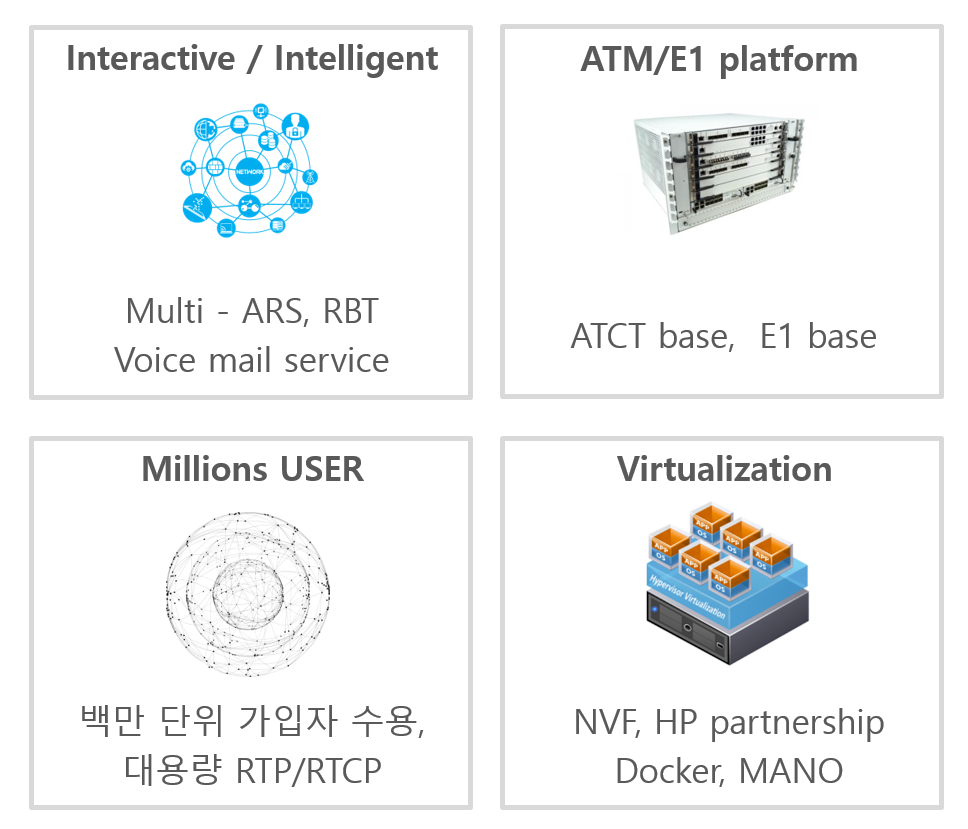 Interactive / Intelligent
NETWORK
Multi - ARS, RBT
Voice mail service
ATM/E1 platform
ATCT base, E1 base
Millions USER
백만 단위 가입자 수용,
대용량 RTP/RTCP
Virtualization
APP
OS
APP
OS
APP
OS
APP
OS
APP
OS
APP
OS
Hypervisor Virtualization
NVF, HP partnership
Docker, MANO